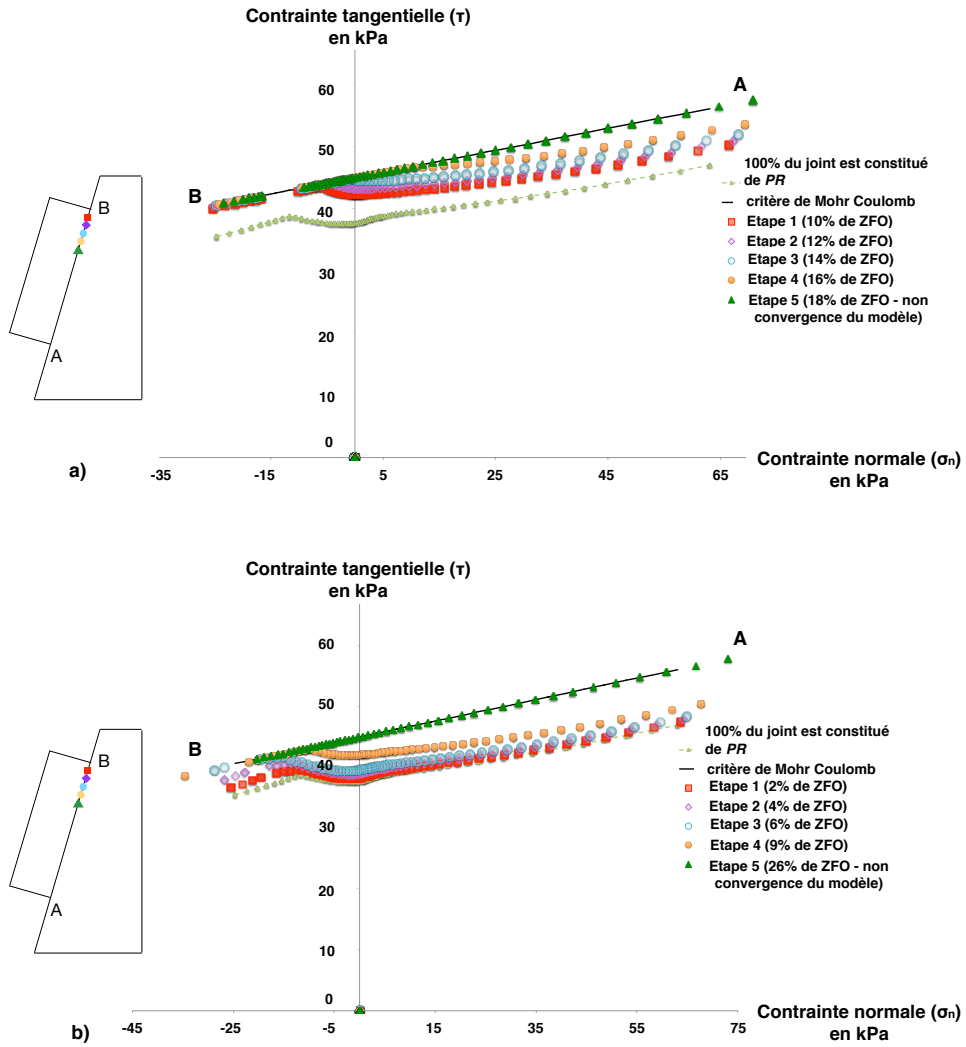 Contrainte tangentielle (τ)
en kPa
a)
B
A
B
A
60
50
40
30
20
10
0
-35
-15
5
25
45
65
Contrainte normale (σn)
en kPa
100% du joint est constitué
de PR
critère de Mohr Coulomb
Etape 1 (10% de ZFO)
Etape 2 (12% de ZFO)
Etape 3 (14% de ZFO)
Etape 4 (16% de ZFO)
Etape 5 (18% de ZFO - non
convergence du modèle)
Contrainte tangentielle (τ)
en kPa
b)
B
A
B
A
60
50
40
30
20
10
0
-45
-25
-5
15
35
55
75
Contrainte normale (σn)
en kPa
100% du joint est constitué
de PR
critère de Mohr Coulomb
Etape 1 (2% de ZFO)
Etape 2 (4% de ZFO)
Etape 3 (6% de ZFO)
Etape 4 (9% de ZFO)
Etape 5 (26% de ZFO - non
convergence du modèle)